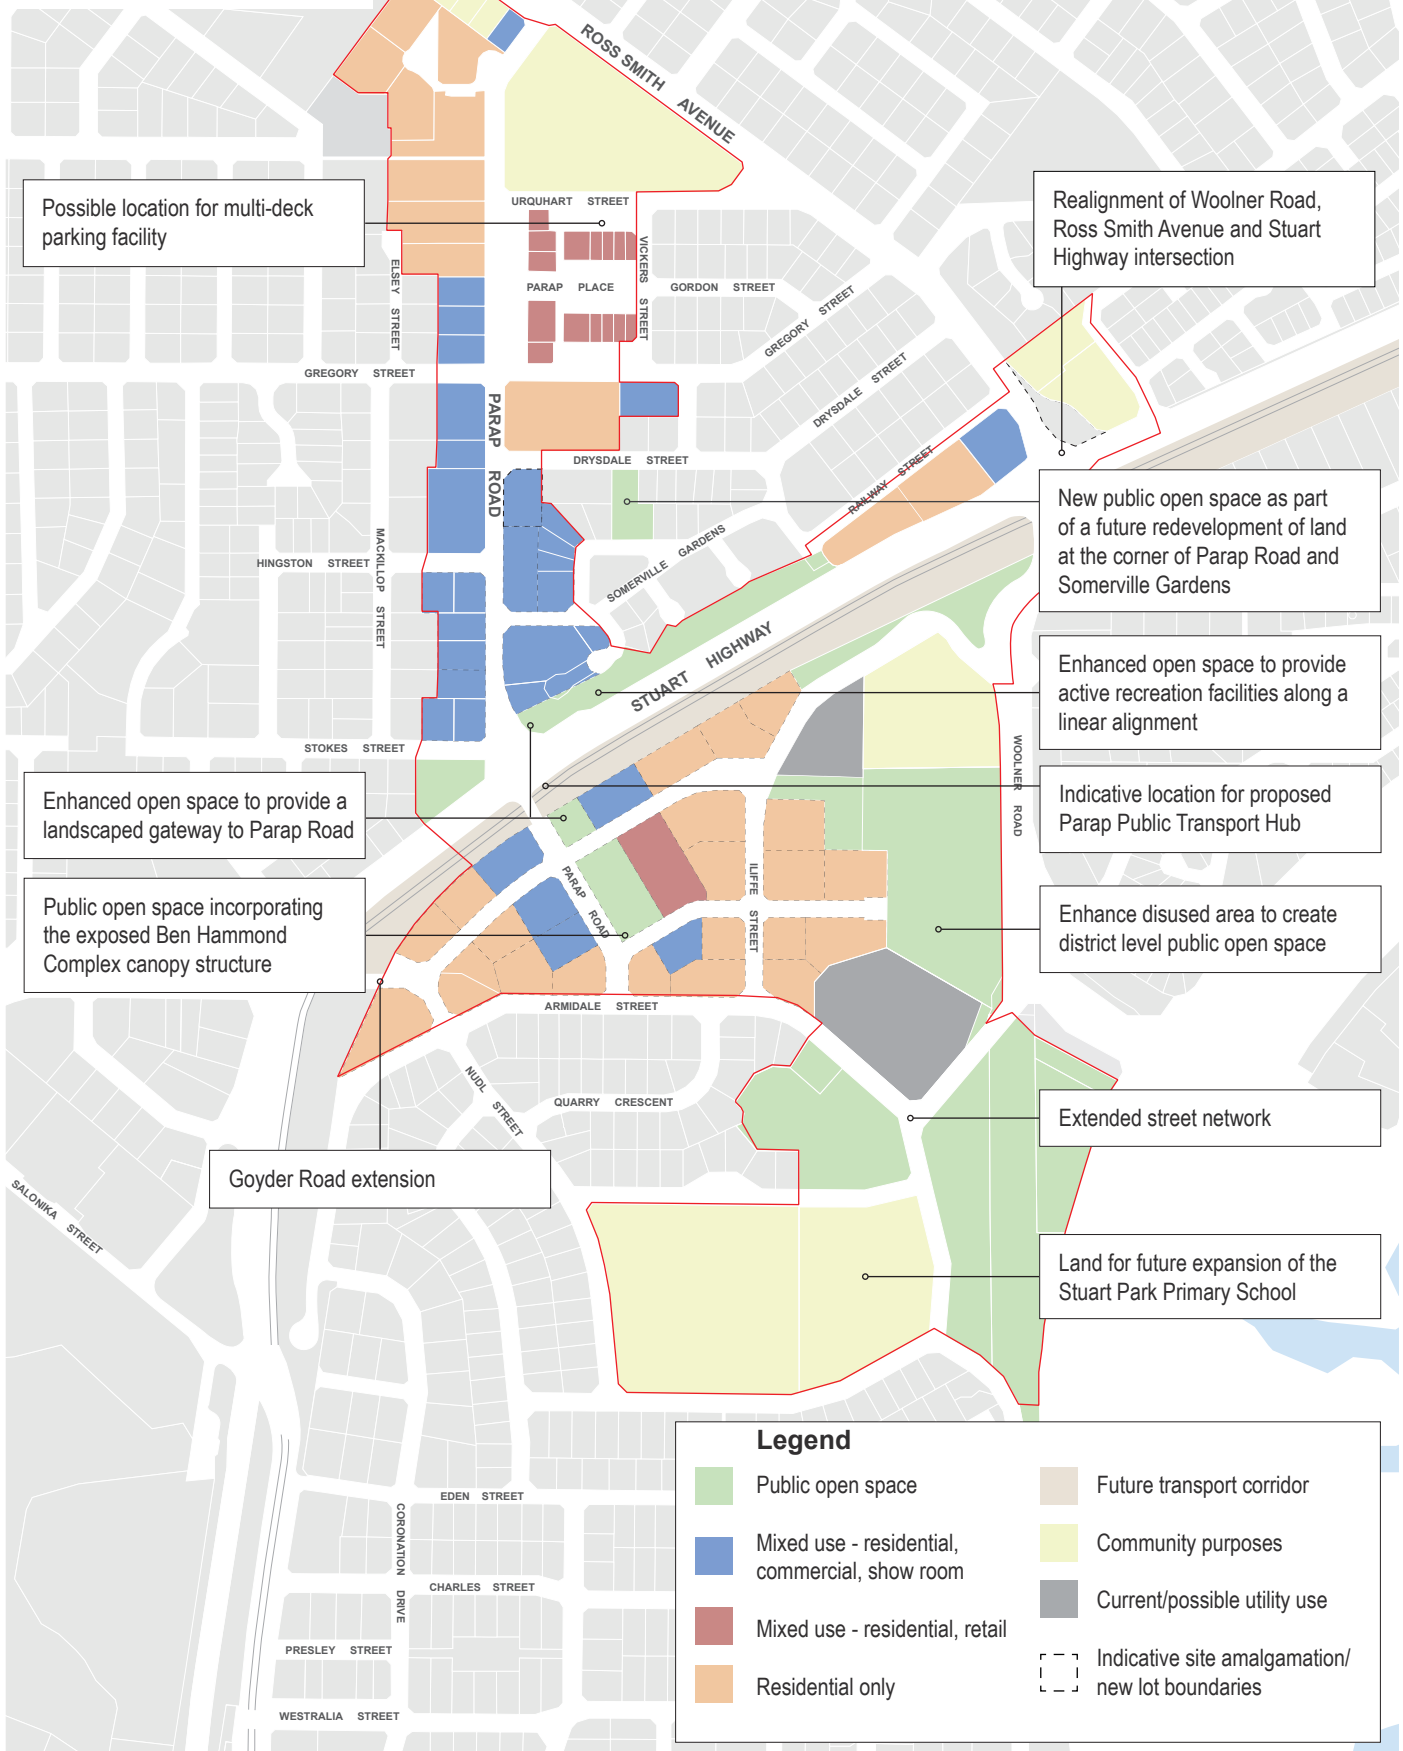 ROSS SMITH AVENUE
Possible location for multi-deck
parking facility
URQUHART STREET
VICKERS STREET
Realignment of Woolner Road,
Ross Smith Avenue and Stuart
Highway intersection
ELSEY STREET
PARAP PLACE
GORDON STREET
GREGORY STREET
GREGORY STREET
DRYSDALE STREET
PARAP ROAD
DRYSDALE STREET
RAILWAY STREET
New public open space as part
of a future redevelopment of land
at the corner of Parap Road and
Somerville Gardens
HINGSTON STREET
MACKILLOP STREET
SOMERVILLE GARDENS
STUART HIGHWAY
Enhanced open space to provide
active recreation facilities along a
linear alignment
STOKES STREET
WOOLNER ROAD
Enhanced open space to provide a
landscaped gateway to Parap Road
Indicative location for proposed
Parap Public Transport Hub
PARAP ROAD
ILIFFE STREET
Public open space incorporating
the exposed Ben Hammond
Complex canopy structure
Enhance disused area to create
district level public open space
ARMIDALE STREET
NUDL STREET
QUARRY CRESCENT
Extended street network
Goyder Road extension
SALONIKA STREET
Land for future expansion of the
Stuart Park Primary School
EDEN STREET
CORONATION DRIVE
CHARLES STREET
PRESLEY STREET
WESTRALIA STREET
Legend
Public open space
Mixed use - residential,
commercial, show room
Mixed use - residential, retail
Residential only
Future transport corridor
Community purposes
Current/possible utility use
Indicative site amalgamation/
new lot boundaries